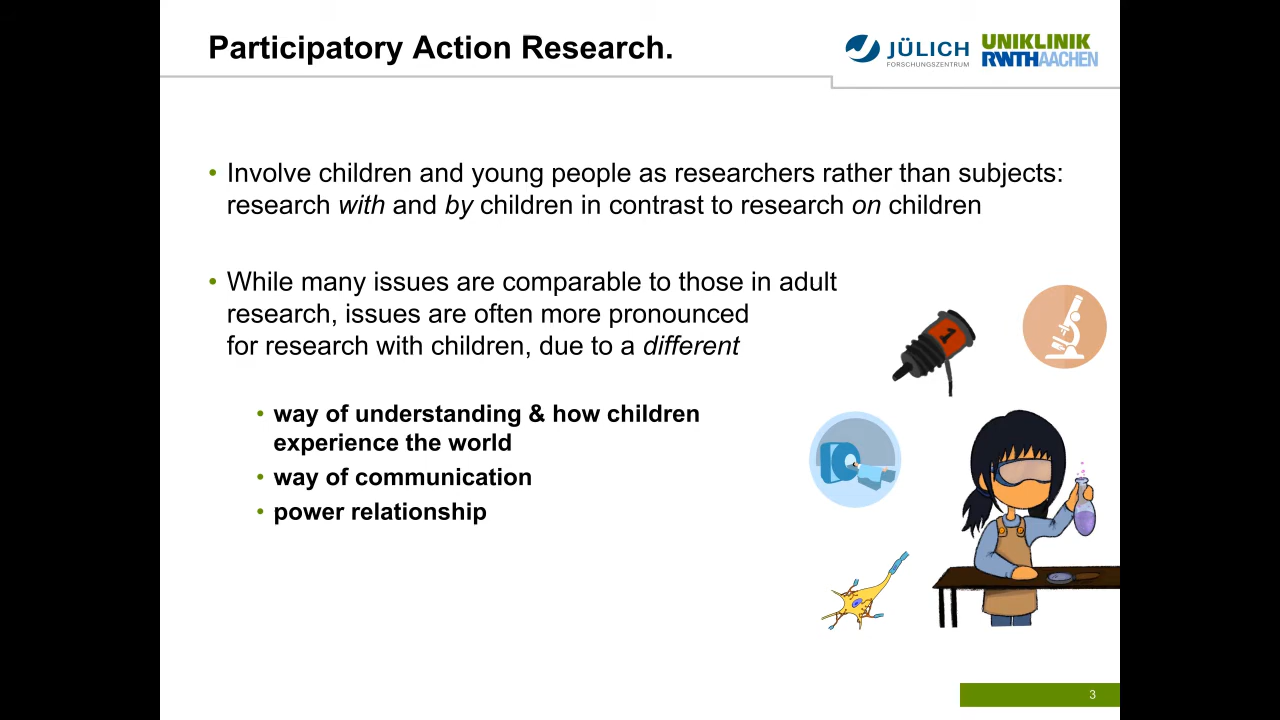 Participatory Action Research.
JÜLICH
FORSCHUNGSZENTRUM
UNIKLINIK
RWTHAACHEN
• Involve children and young people as researchers rather than subjects:
research with and by children in contrast to research on children
• While many issues are comparable to those in adult
research, issues are often more pronounced
for research with children, due to a different
• way of understanding & how children
experience the world
• way of communication
• power relationship
1
3